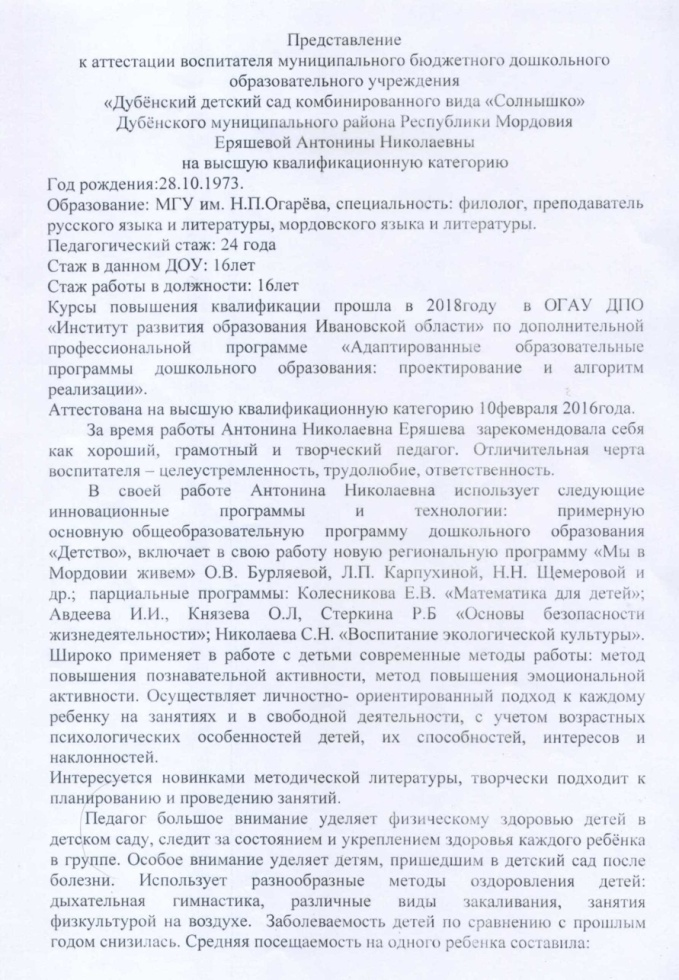 Представление
к аттестации воспитателя муниципального бюджетного дошкольного
образовательного учреждения
«Дубёнский детский сад комбинированного вида «Солнышко»
Дубёнского муниципального района Республики Мордовия
Еряшевой Антонины Николаевны
на высшую квалификационную категорию
Год рождения:28.10.1973.
Образование: МГУ им. Н.П.Огарёва, специальность: филолог, преподаватель
русского языка и литературы, мордовского языка и литературы.
Педагогический стаж: 24 года
Стаж в данном ДОУ: 16лет
Стаж работы в должности: 16лет
Курсы повышения квалификации прошла в 2018году в ОГАУ ДПО
«Институт развития образования Ивановской области» по дополнительной
профессиональной программе «Адаптированные образовательные
программы дошкольного образования: проектирование и алгоритм
реализации».
Аттестована на высшую квалификационную категорию 10февраля 2016года.
За время работы Антонина Николаевна Еряшева зарекомендовала себя
как хороший, грамотный и творческий педагог. Отличительная черта
воспитателя – целеустремленность, трудолюбие, ответственность.
В своей работе Антонина Николаевна использует следующие
инновационные программы и технологии: примерную
основную общеобразовательную программу дошкольного образования
«Детство», включает в свою работу новую региональную программу «Мы в
Мордовии живем» О.В. Бурляевой, Л.П. Карпухиной, Н.Н. Щемеровой и
др.; парциальные программы: Колесникова Е.В. «Математика для детей»;
Авдеева И.И., Князева О.Л, Стеркина Р.Б «Основы безопасности
жизнедеятельности»; Николаева С.Н. «Воспитание экологической культуры».
Широко применяет в работе с детьми современные методы работы: метод
повышения познавательной активности, метод повышения эмоциональной
активности. Осуществляет личностно- ориентированный подход к каждому
ребенку на занятиях и в свободной деятельности, с учетом возрастных
психологических особенностей детей, их способностей, интересов и
наклонностей.
Интересуется новинками методической литературы, творчески подходит к
планированию и проведению занятий.
Педагог большое внимание уделяет физическому здоровью детей в
детском саду, следит за состоянием и укреплением здоровья каждого ребёнка
в группе. Особое внимание уделяет детям, пришедшим в детский сад после
болезни. Использует разнообразные методы оздоровления детей:
дыхательная гимнастика, различные виды закаливания, занятия
физкультурой на воздухе. Заболеваемость детей по сравнению с прошлым
годом снизилась. Средняя посещаемость на одного ребенка составила: